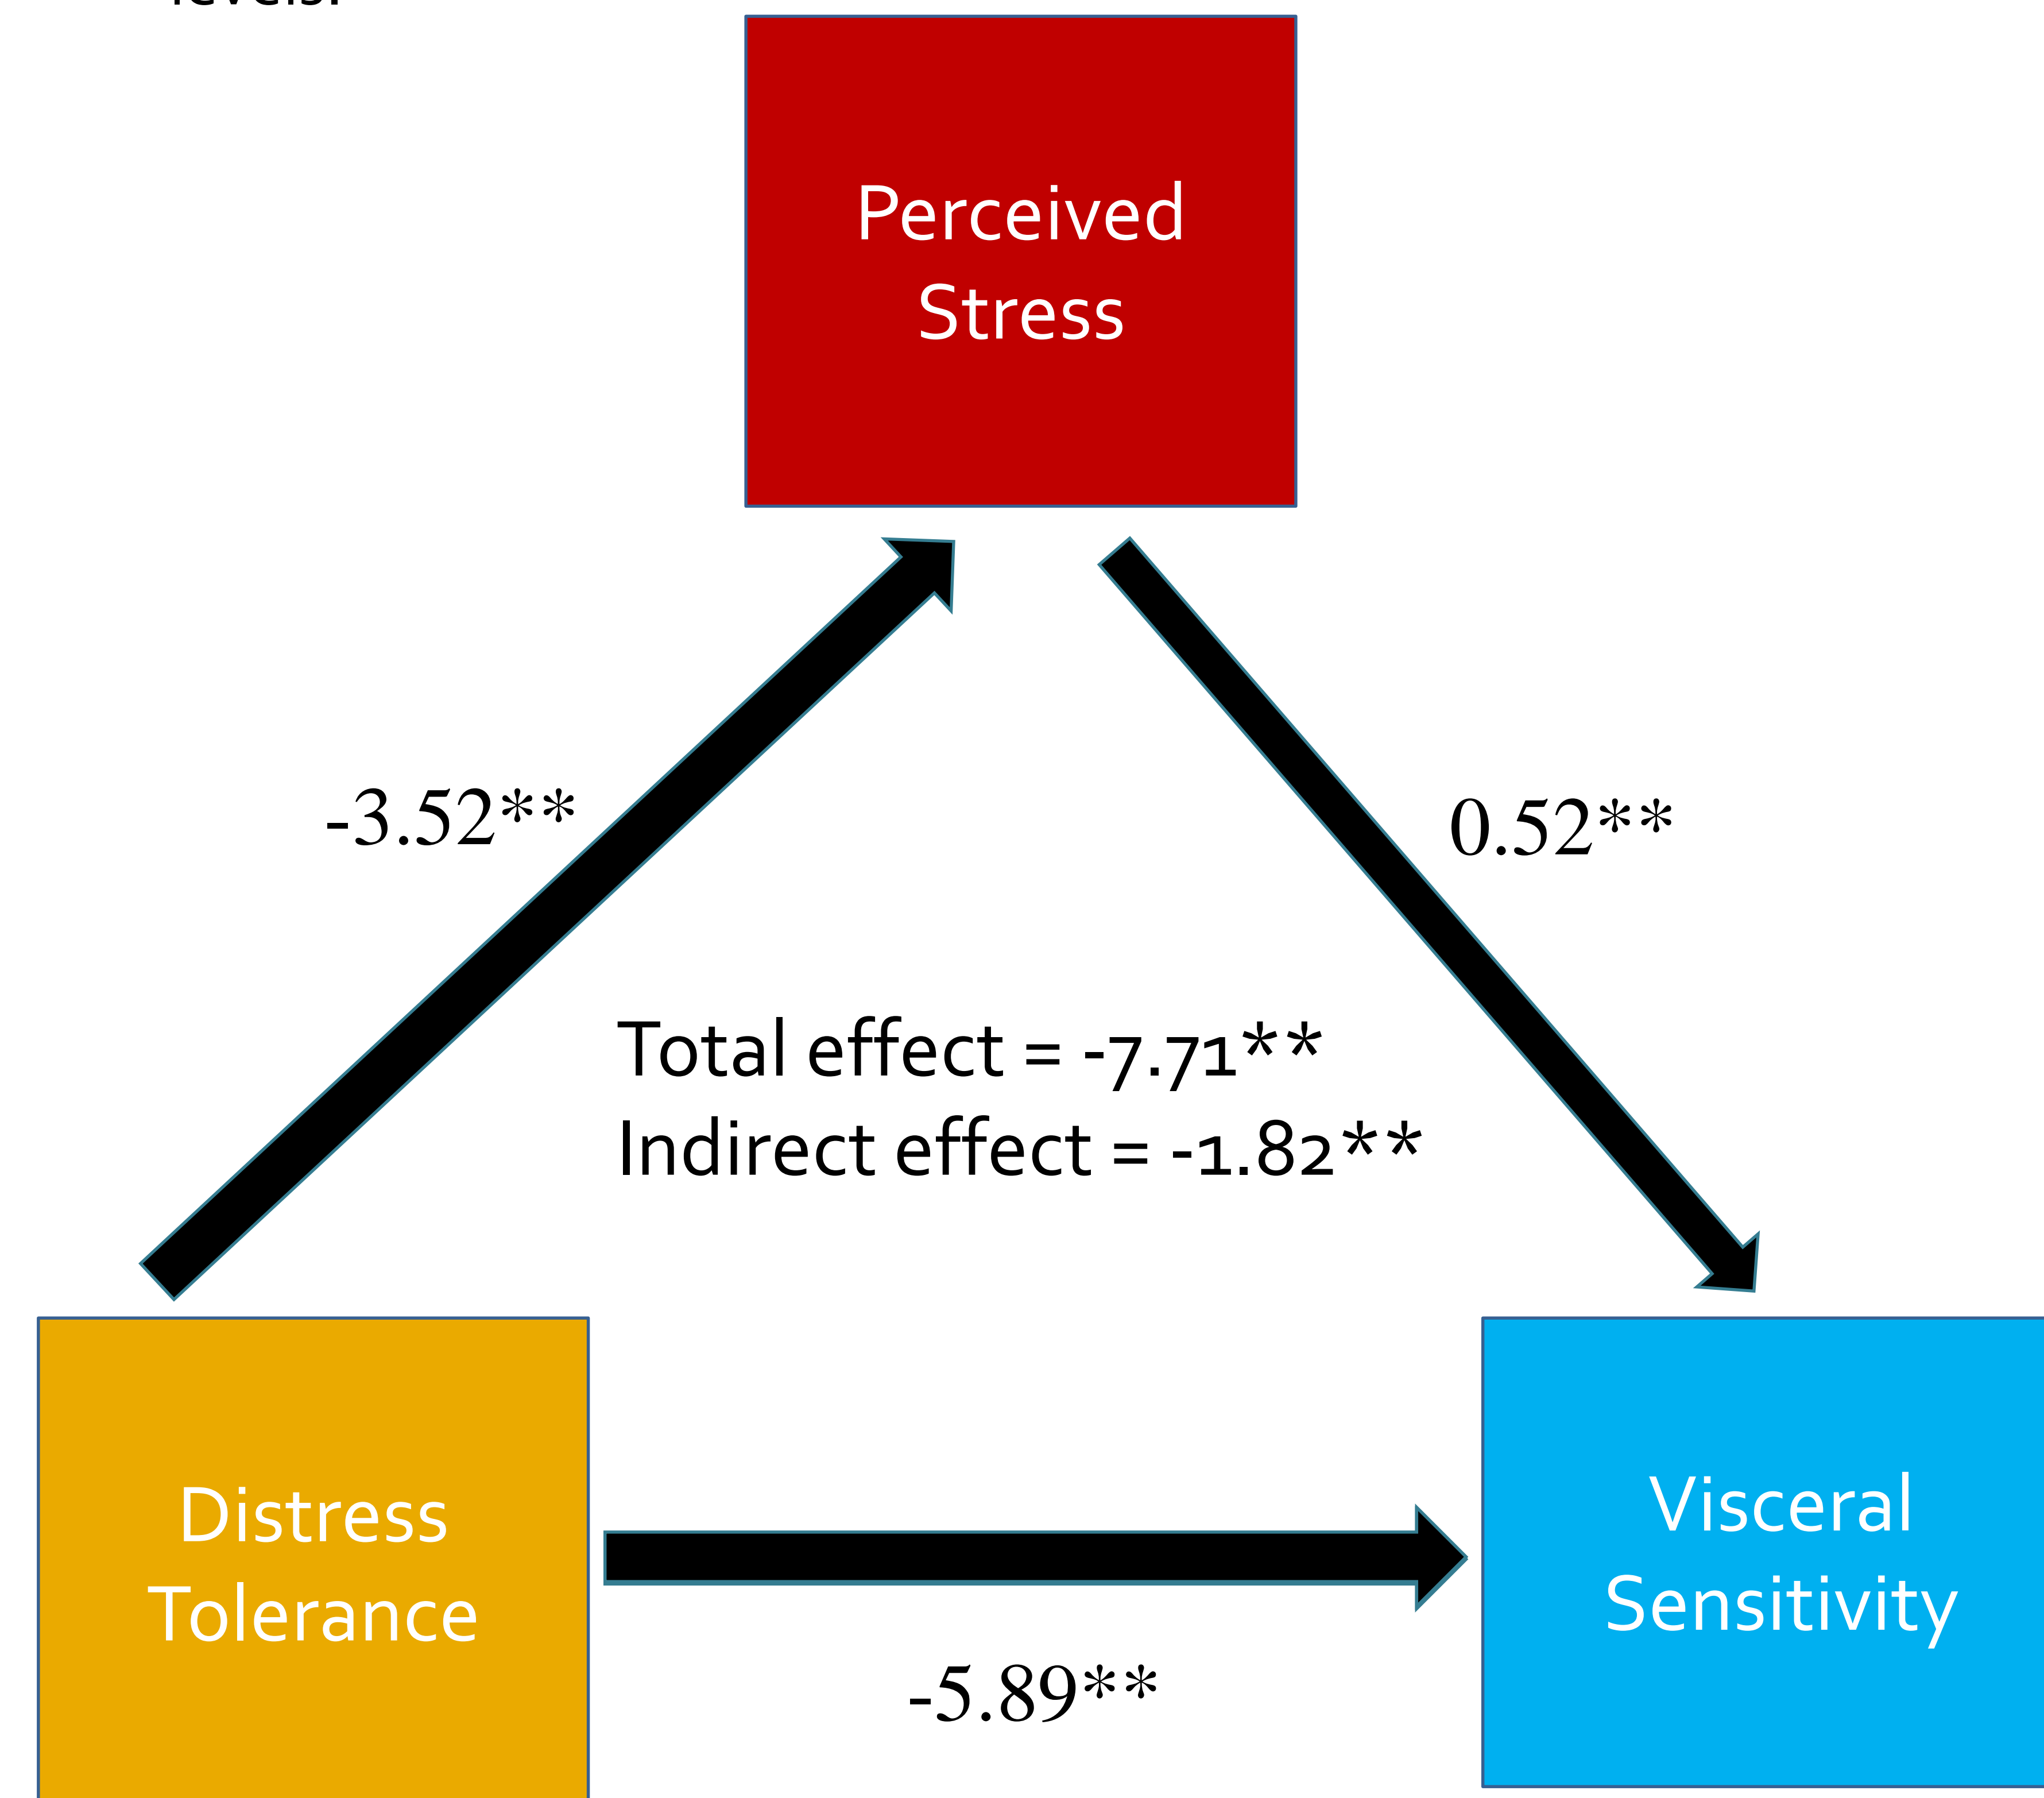 Perceived
Stress
-3.52**
0.52**
Total effect = -7.71**
Indirect effect = -1.82**
Distress
Tolerance
Visceral
Sensitivity
-5.89**